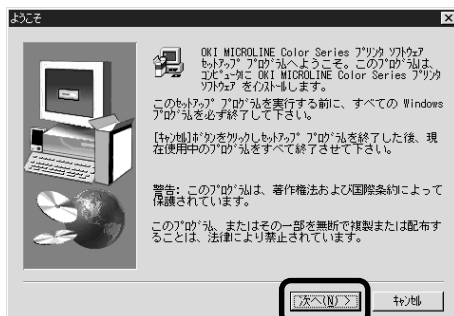 ようこそ
OKI MICROLINE Color Series ﾌﾟﾘﾝﾀ ｿﾌﾄｳｪｱ
ｾｯﾄｱｯﾌﾟ ﾌﾟﾛｸﾞﾗﾑへようこそ。このﾌﾟﾛｸﾞﾗﾑは、
ｺﾝﾋﾟｭｰﾀに OKI MICROLINE Color Series ﾌﾟﾘﾝﾀ
ｿﾌﾄｳｪｱ をｲﾝｽﾄｰﾙします。
このｾｯﾄｱｯﾌﾟ ﾌﾟﾛｸﾞﾗﾑを実行する前に、すべての Windows
ﾌﾟﾛｸﾞﾗﾑを必ず終了して下さい。
[ｷｬﾝｾﾙ]ﾎﾞﾀﾝをｸﾘｯｸしｾｯﾄｱｯﾌﾟ ﾌﾟﾛｸﾞﾗﾑを終了した後、現
在使用中のﾌﾟﾛｸﾞﾗﾑをすべて終了させて下さい。
警告: このﾌﾟﾛｸﾞﾗﾑは、著作権法および国際条約によって
保護されています。
このﾌﾟﾛｸﾞﾗﾑ、またはその一部を無断で複製または配布す
ることは、法律により禁止されています。
次へ(N) >
ｷｬﾝｾﾙ